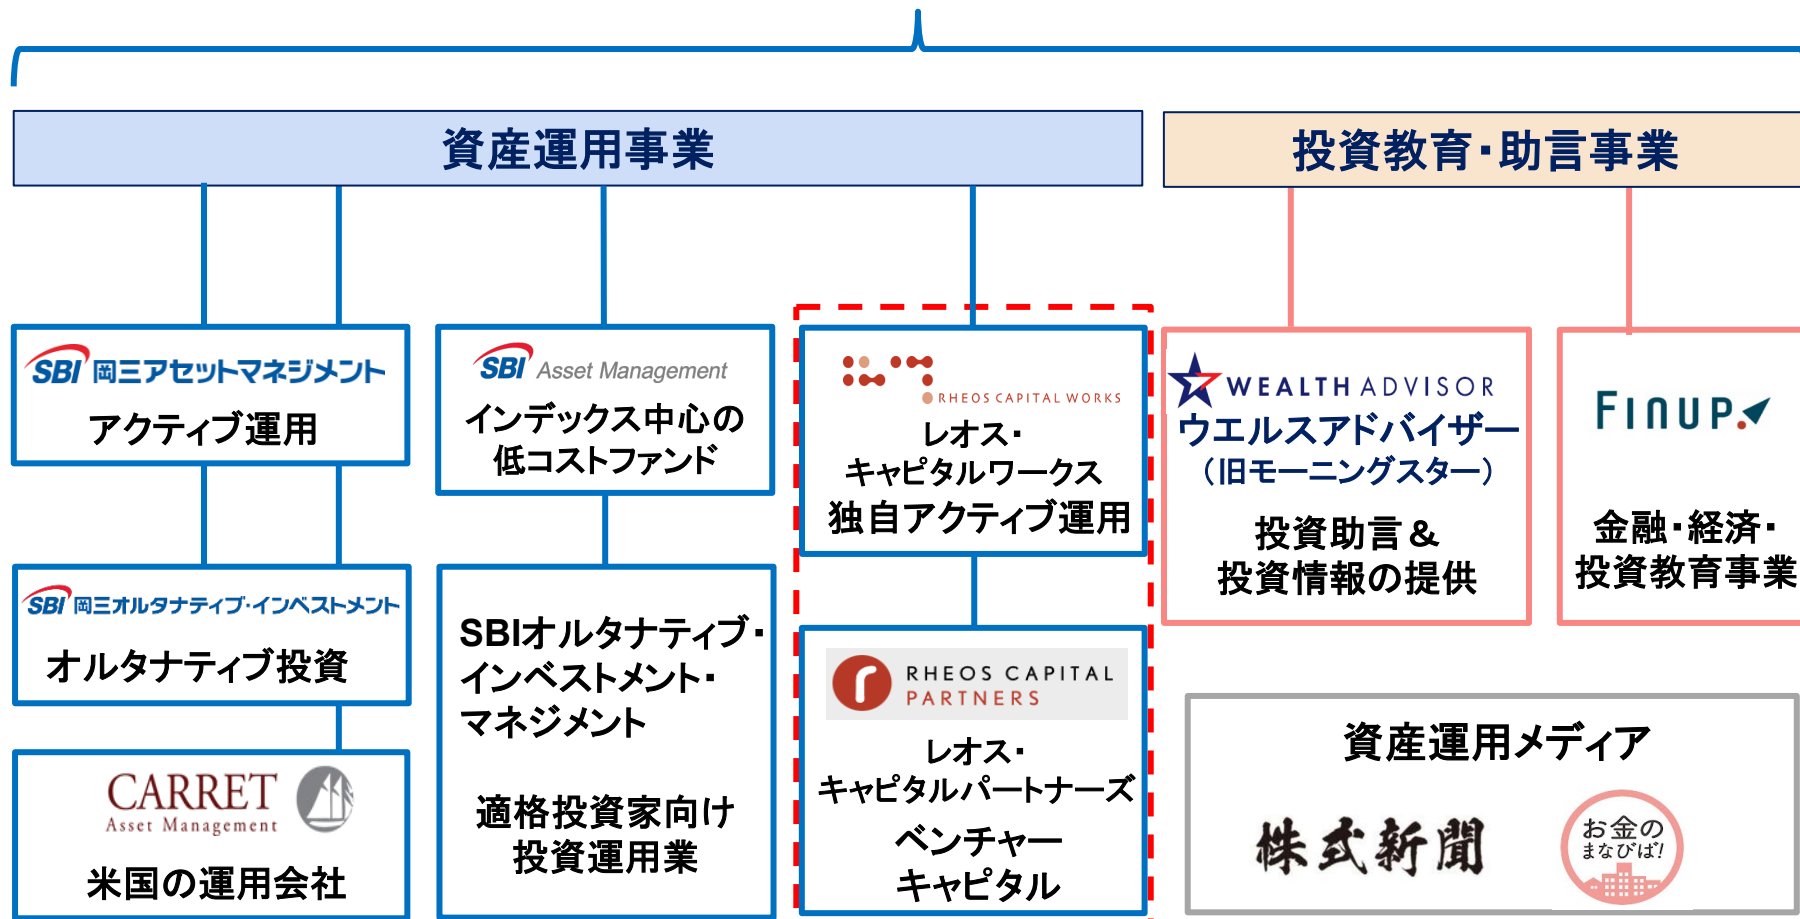 資産運用事業
投資教育・助言事業
SBI 岡三アセットマネジメント
アクティブ運用
SBI Asset Management
インデックス中心の
低コストファンド
RHEOS CAPITAL WORKS
レオス・
キャピタルワークス
独自アクティブ運用
WEALTH ADVISOR
ウエルスアドバイザー
（旧モーニングスター）
投資助言＆
投資情報の提供
FINUP
金融・経済・
投資教育事業
SBI 岡三オルタナティブ・インベストメント
オルタナティブ投資
SBIオルタナティブ・
インベストメント・
マネジメント
適格投資家向け
投資運用業
r
RHEOS CAPITAL
PARTNERS
レオス・
キャピタルパートナーズ
ベンチャー
キャピタル
CARRET
Asset Management
米国の運用会社
資産運用メディア
株式新聞
お金の
まなびば!